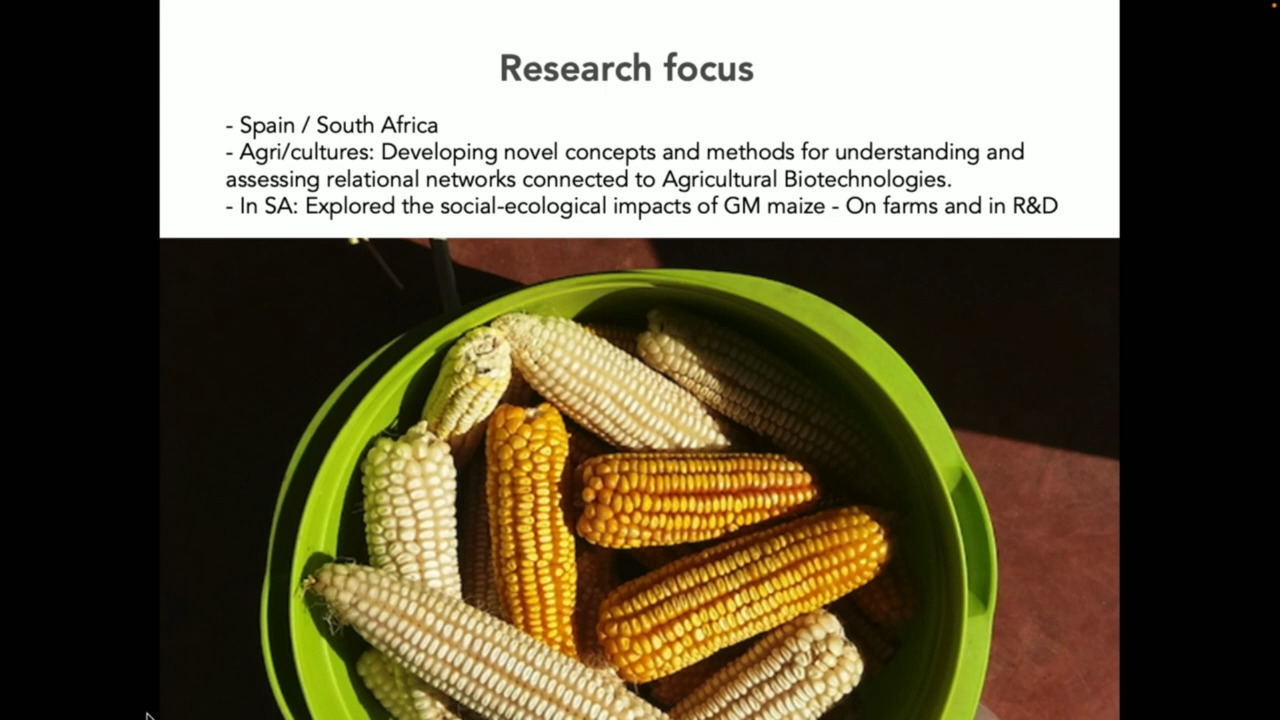 Research focus
- Spain / South Africa
- Agri/cultures: Developing novel concepts and methods for understanding and
assessing relational networks connected to Agricultural Biotechnologies.
- In SA: Explored the social-ecological impacts of GM maize - On farms and in R&D